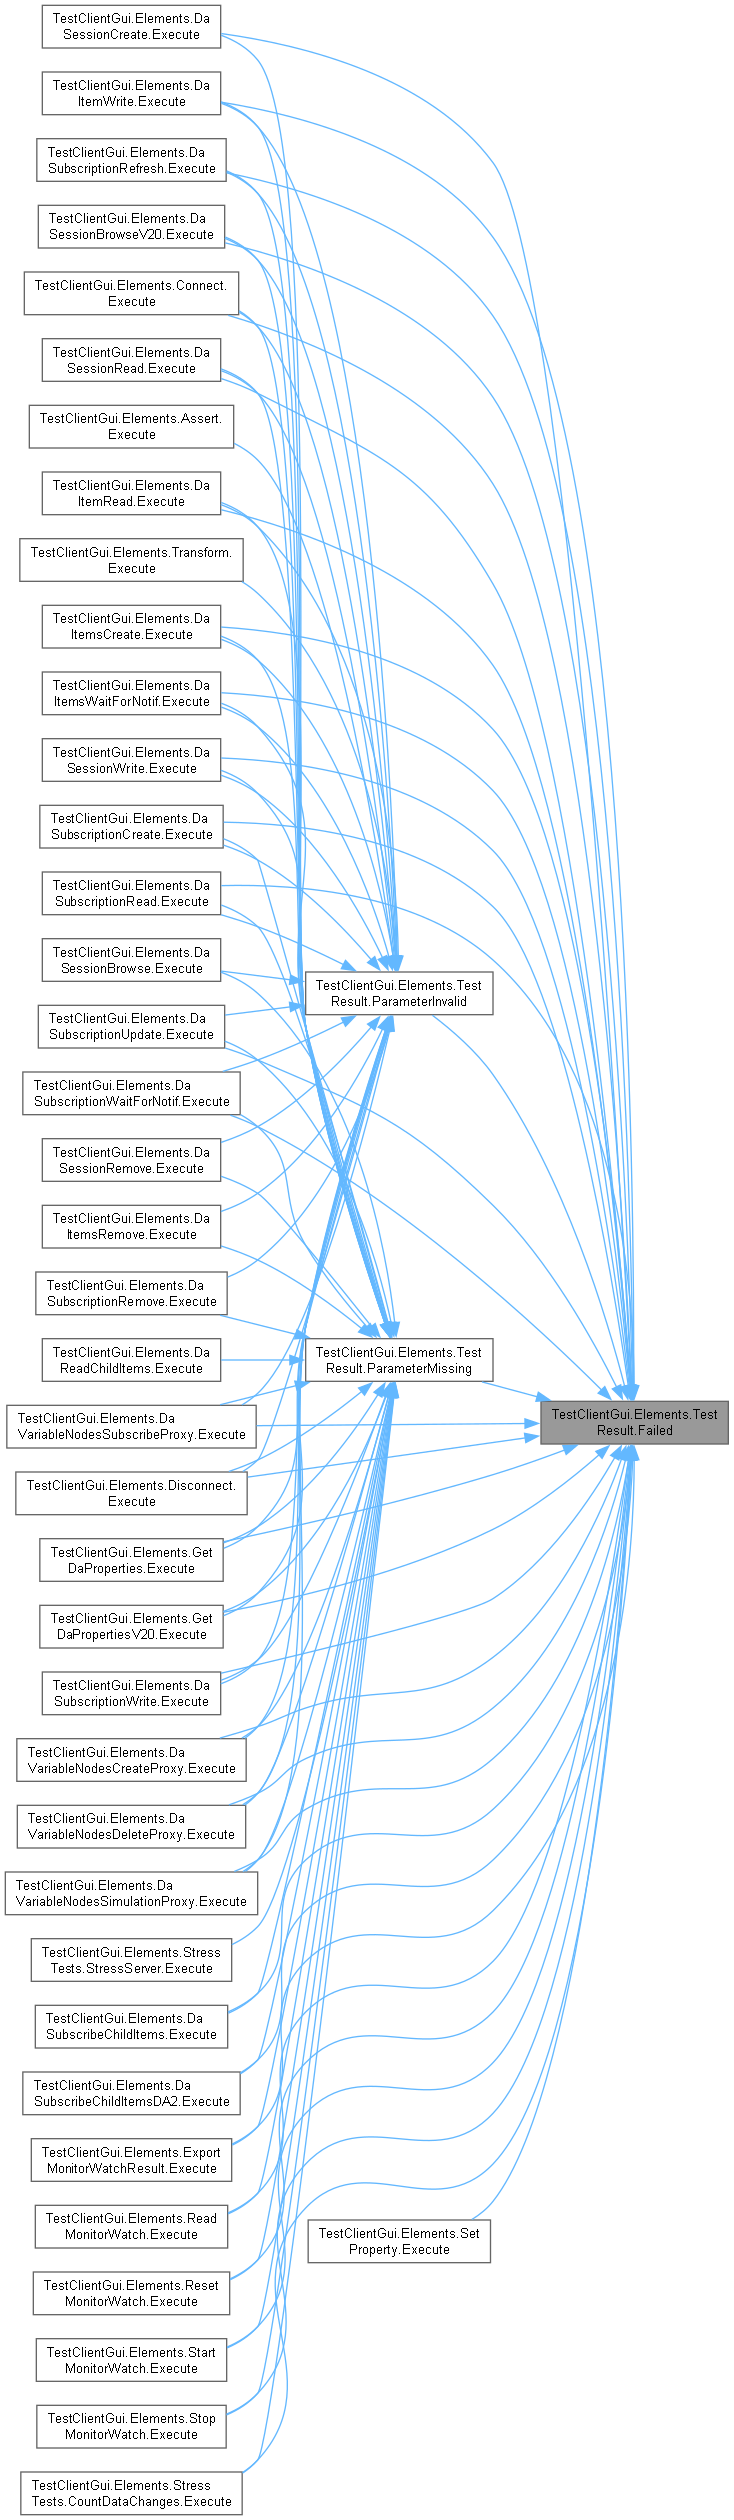 TestClientGui.Elements.Da
SessionCreate.Execute
TestClientGui.Elements.Da
ItemWrite.Execute
TestClientGui.Elements.Da
SubscriptionRefresh.Execute
TestClientGui.Elements.Da
SessionBrowseV20.Execute
TestClientGui.Elements.Connect.
Execute
TestClientGui.Elements.Da
SessionRead.Execute
TestClientGui.Elements.Assert.
Execute
TestClientGui.Elements.Da
ItemRead.Execute
TestClientGui.Elements.Transform.
Execute
TestClientGui.Elements.Da
ItemsCreate.Execute
TestClientGui.Elements.Da
ItemsWaitForNotif.Execute
TestClientGui.Elements.Da
SessionWrite.Execute
TestClientGui.Elements.Da
SubscriptionCreate.Execute
TestClientGui.Elements.Da
SubscriptionRead.Execute
TestClientGui.Elements.Da
SessionBrowse.Execute
TestClientGui.Elements.Test
Result.ParameterInvalid
TestClientGui.Elements.Da
SubscriptionUpdate.Execute
TestClientGui.Elements.Da
SubscriptionWaitForNotif.Execute
TestClientGui.Elements.Da
SessionRemove.Execute
TestClientGui.Elements.Da
ItemsRemove.Execute
TestClientGui.Elements.Da
SubscriptionRemove.Execute
TestClientGui.Elements.Da
ReadChildItems.Execute
TestClientGui.Elements.Test
Result.ParameterMissing
TestClientGui.Elements.Test
Result.Failed
TestClientGui.Elements.Da
VariableNodesSubscribeProxy.Execute
TestClientGui.Elements.Disconnect.
Execute
TestClientGui.Elements.Get
DaProperties.Execute
TestClientGui.Elements.Get
DaPropertiesV20.Execute
TestClientGui.Elements.Da
SubscriptionWrite.Execute
TestClientGui.Elements.Da
VariableNodesCreateProxy.Execute
TestClientGui.Elements.Da
VariableNodesDeleteProxy.Execute
TestClientGui.Elements.Da
VariableNodesSimulationProxy.Execute
TestClientGui.Elements.Stress
Tests.StressServer.Execute
TestClientGui.Elements.Da
SubscribeChildItems.Execute
TestClientGui.Elements.Da
SubscribeChildItemsDA2.Execute
TestClientGui.Elements.Export
MonitorWatchResult.Execute
TestClientGui.Elements.Read
MonitorWatch.Execute
TestClientGui.Elements.Set
Property.Execute
TestClientGui.Elements.Reset
MonitorWatch.Execute
TestClientGui.Elements.Start
MonitorWatch.Execute
TestClientGui.Elements.Stop
MonitorWatch.Execute
TestClientGui.Elements.Stress
Tests.CountDataChanges.Execute